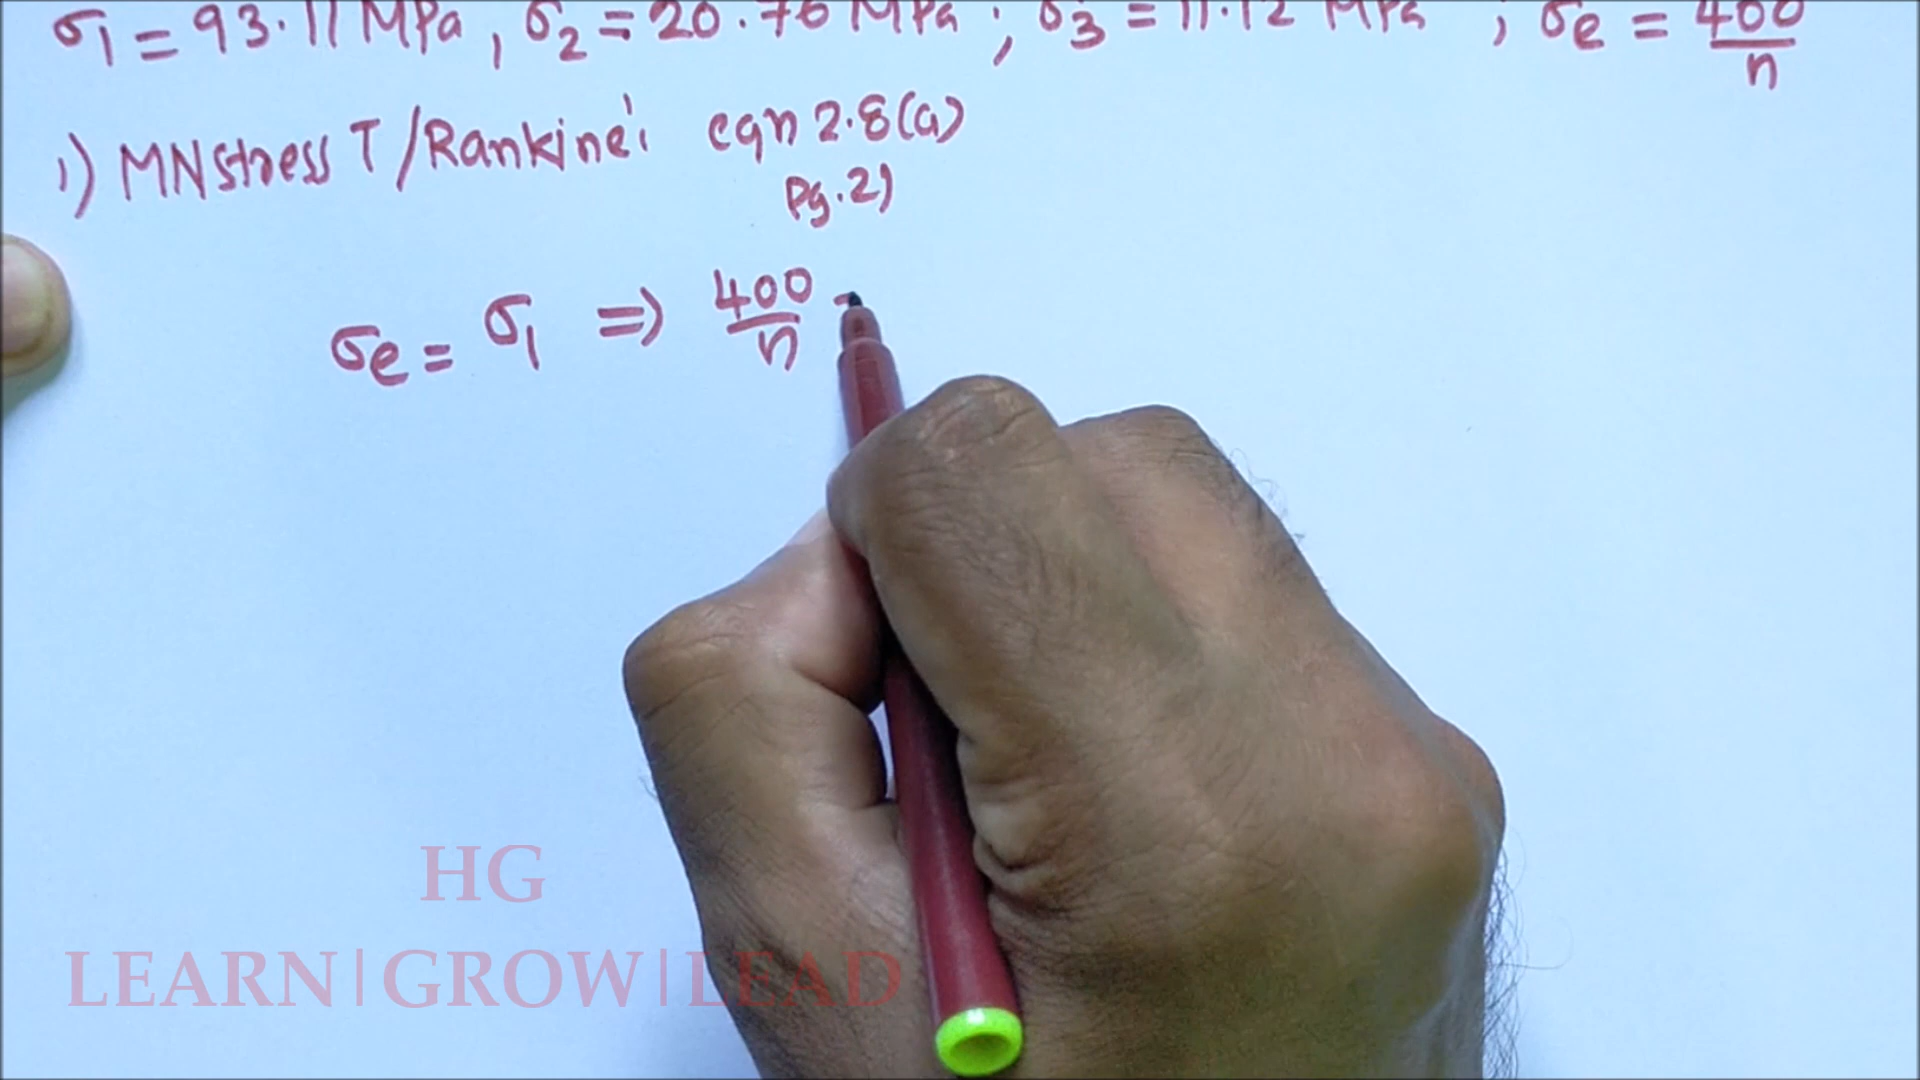 σ1 = 93.11 MPa , σ2 = 20.76 MPa ; σ3 = 11.12 MPa ; σe = 400/n
1) MNstress T/Rankine's eqn 2.8(a)
Pg.21
σe = σ1 ⇒ 400/n
HG
LEARN|GROW|LEAD